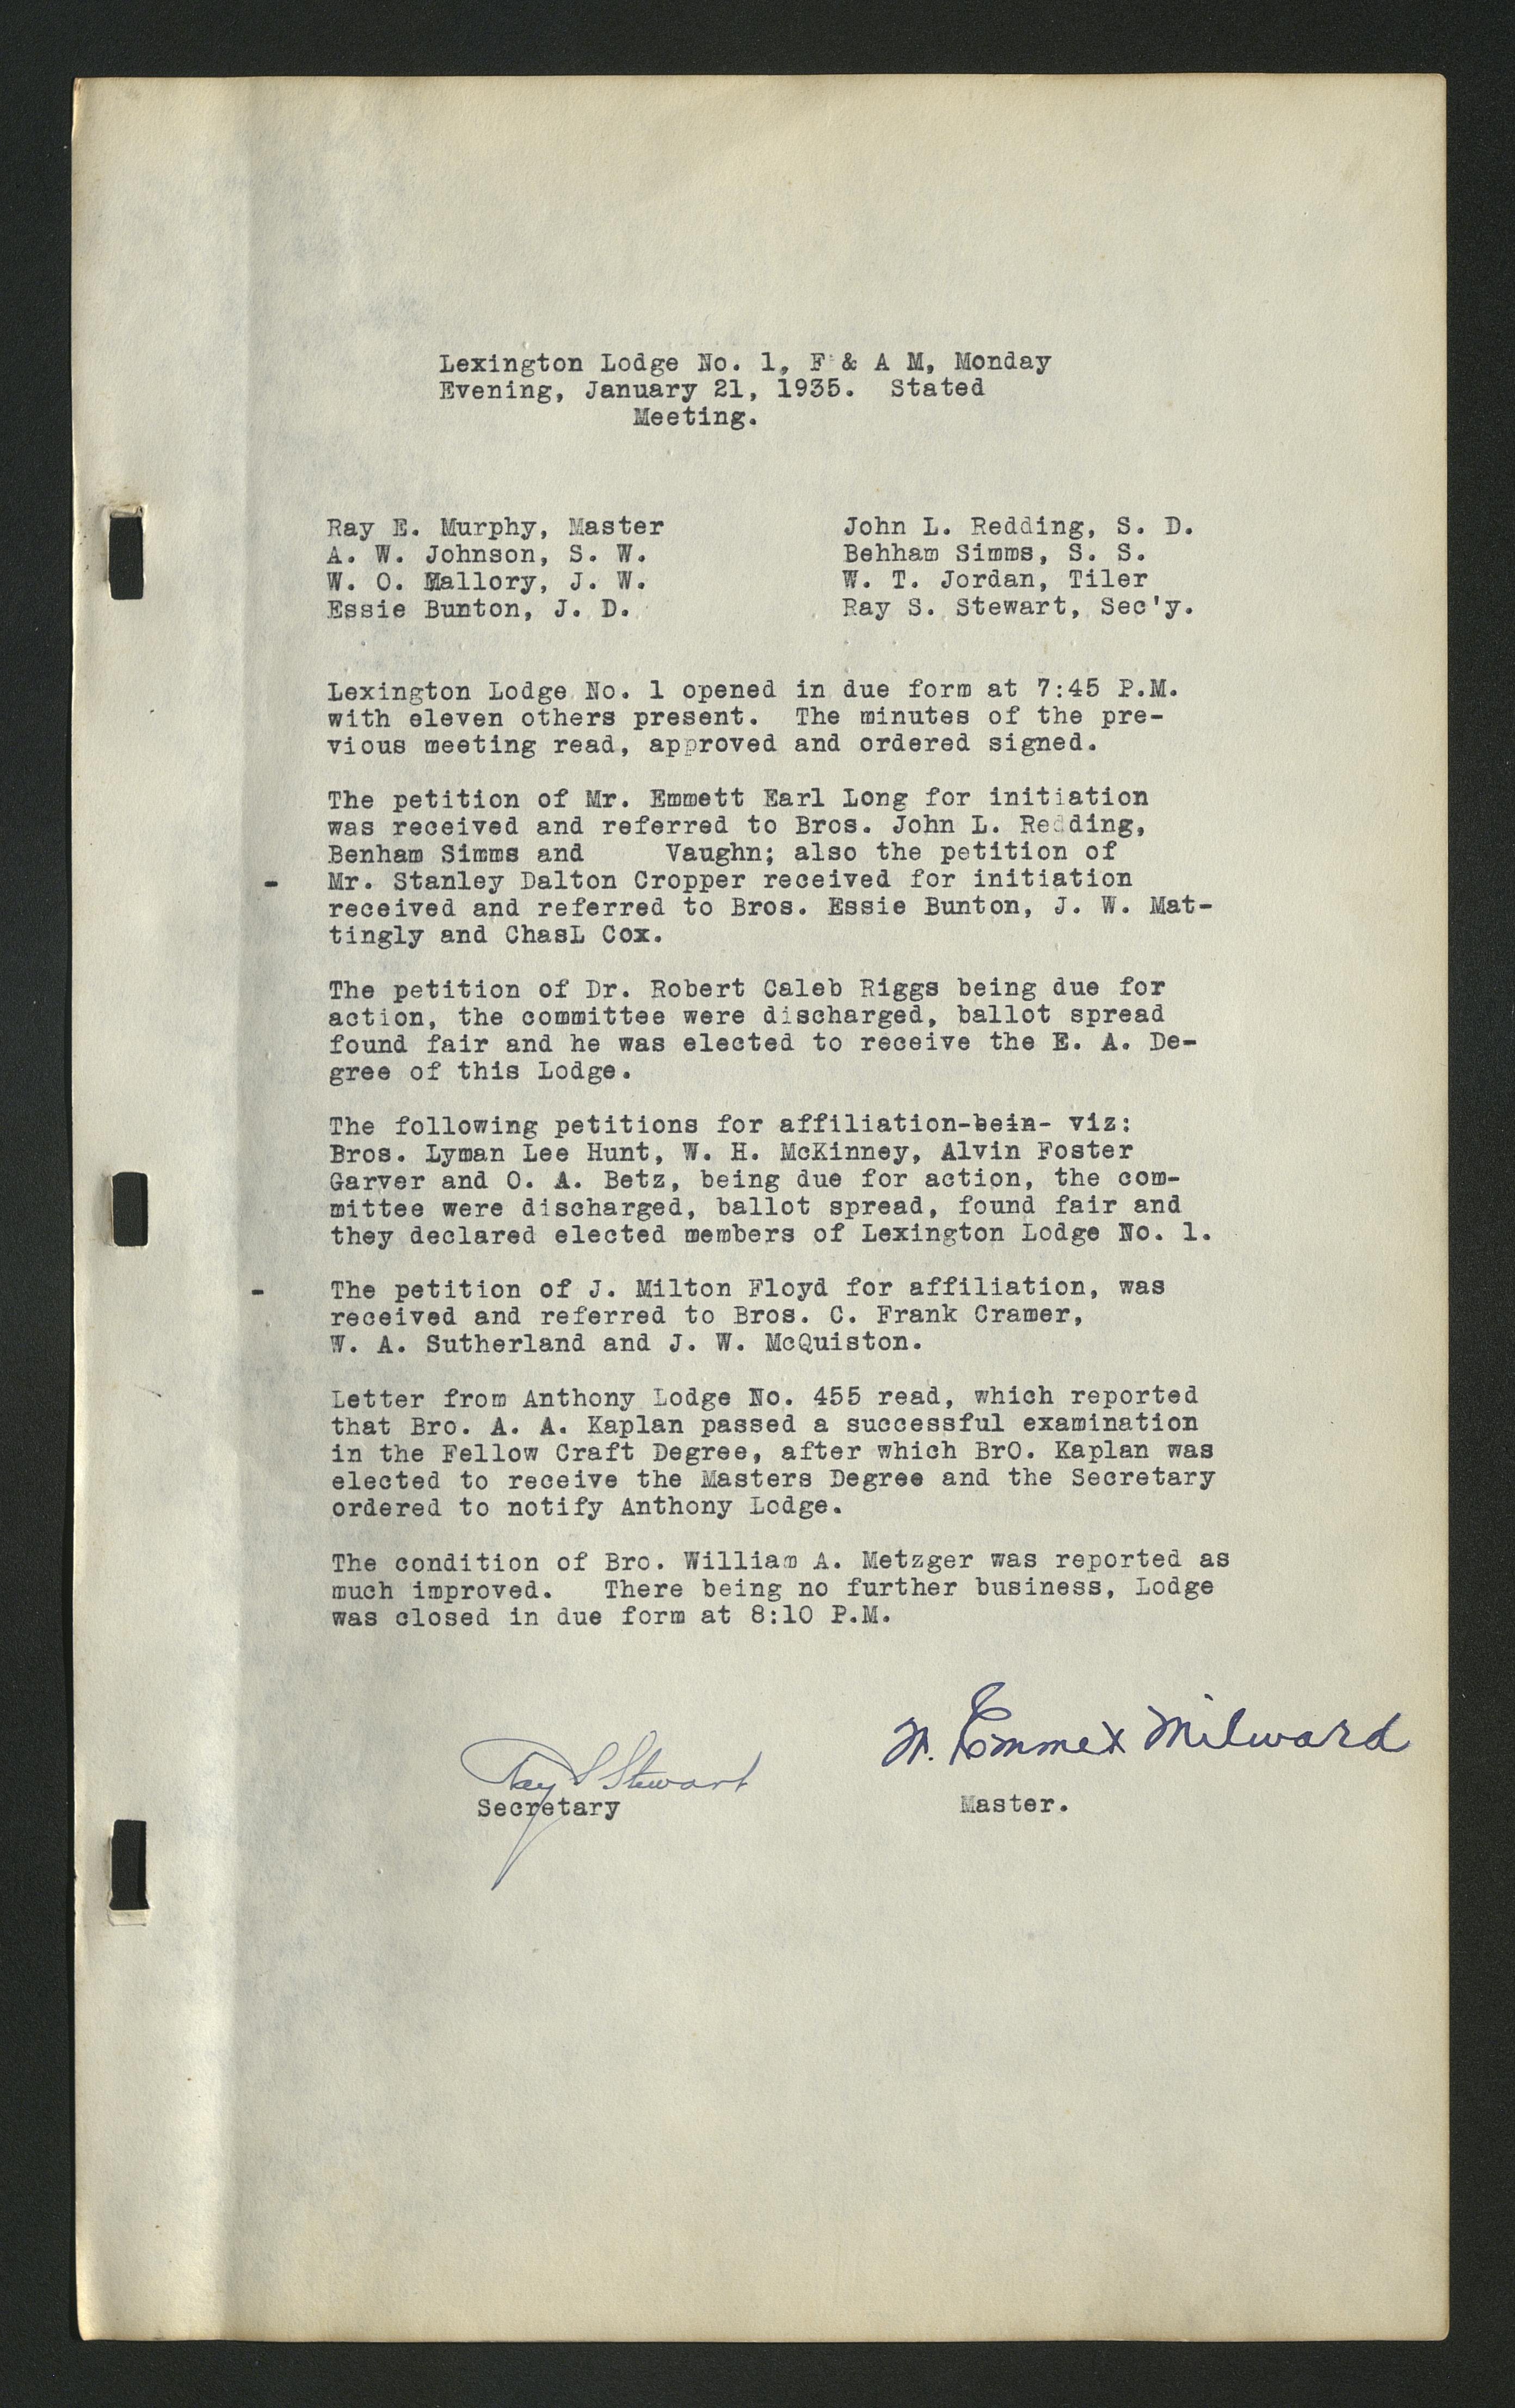 Lexington Lodge No. 1, F & A M, Monday
Evening, January 21, 1935. Stated
Meeting.
Ray E. Murphy, Master
A. W. Johnson, S. W.
W. O. Mallory, J. W.
Essie Bunton, J. D.
John L. Redding, S. D.
Behham Simms, S. S.
W. T. Jordan, Tiler
Ray S. Stewart, Sec'y.
Lexington Lodge No. 1 opened in due form at 7:45 P.M.
with eleven others present. The minutes of the pre-
vious meeting read, approved and ordered signed.
The petition of Mr. Emmett Earl Long for initiation
was received and referred to Bros. John L. Redding,
Benham Simms and Vaughn; also the petition of
- Mr. Stanley Dalton Cropper received for initiation
received and referred to Bros. Essie Bunton, J. W. Mat-
tingly and ChasL Cox.
The petition of Dr. Robert Caleb Riggs being due for
action, the committee were discharged, ballot spread
found fair and he was elected to receive the E. A. De-
gree of this Lodge.
The following petitions for affiliation-bein- viz:
Bros. Lyman Lee Hunt, W. H. McKinney, Alvin Foster
Garver and O. A. Betz, being due for action, the com-
mittee were discharged, ballot spread, found fair and
they declared elected members of Lexington Lodge No. 1.
- The petition of J. Milton Floyd for affiliation, was
received and referred to Bros. C. Frank Cramer,
W. A. Sutherland and J. W. McQuiston.
Letter from Anthony Lodge No. 455 read, which reported
that Bro. A. A. Kaplan passed a successful examination
in the Fellow Craft Degree, after which BrO. Kaplan was
elected to receive the Masters Degree and the Secretary
ordered to notify Anthony Lodge.
The condition of Bro. William A. Metzger was reported as
much improved. There being no further business, Lodge
was closed in due form at 8:10 P.M.
Ray S Stewart
Secretary
Emmet Milward
Master.